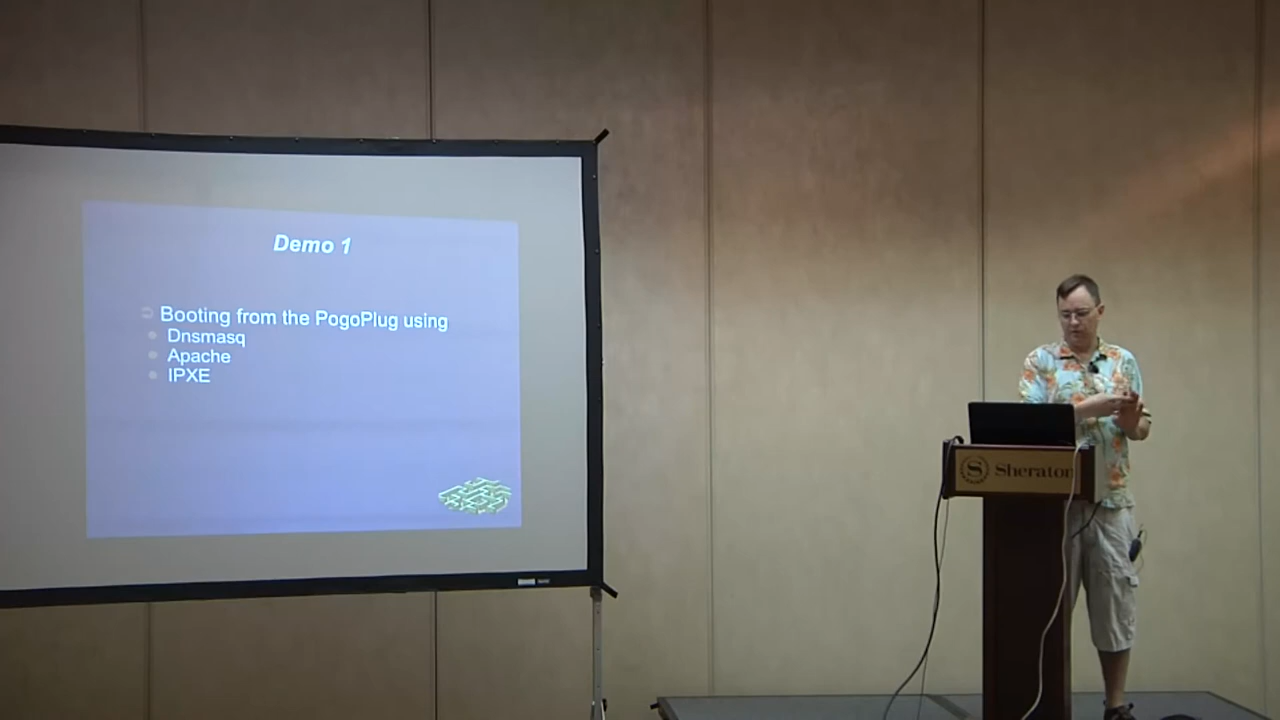 Demo 1
Booting from the PogoPlug using
Dnsmasq
Apache
IPXE
S Sheraton